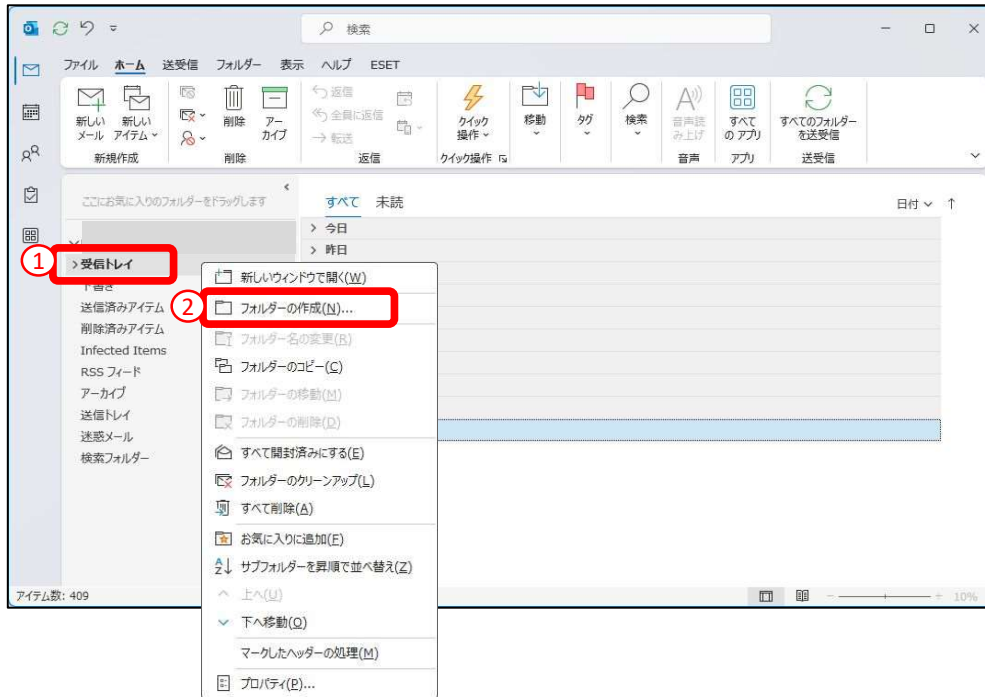 検索
ファイル ホーム 送受信 フォルダー 表示 ヘルプ ESET
新しいメール
新しいアイテム
新規作成
削除
アーカイブ
削除
返信
全員に返信
転送
返信
クイック操作
クイック操作
移動
タグ
検索
音声読み上げ
音声
すべてのアプリ
アプリ
すべてのフォルダーを送受信
送受信
ここにお気に入りのフォルダーをドラッグします
すべて 未読
日付
今日
昨日
1
受信トレイ
下書き
送信済みアイテム
削除済みアイテム
Infected Items
RSS フィード
アーカイブ
送信トレイ
迷惑メール
検索フォルダー
新しいウィンドウで開く(W)
2
フォルダーの作成(N)...
フォルダー名の変更(R)
フォルダーのコピー(C)
フォルダーの移動(M)
フォルダーの削除(D)
すべて開封済みにする(E)
フォルダーのクリーンアップ(L)
すべて削除(A)
お気に入りに追加(F)
サブフォルダーを昇順で並べ替え(Z)
上へ(U)
下へ移動(O)
マークしたヘッダーの処理(M)
プロパティ(P)...
アイテム数: 409
10%